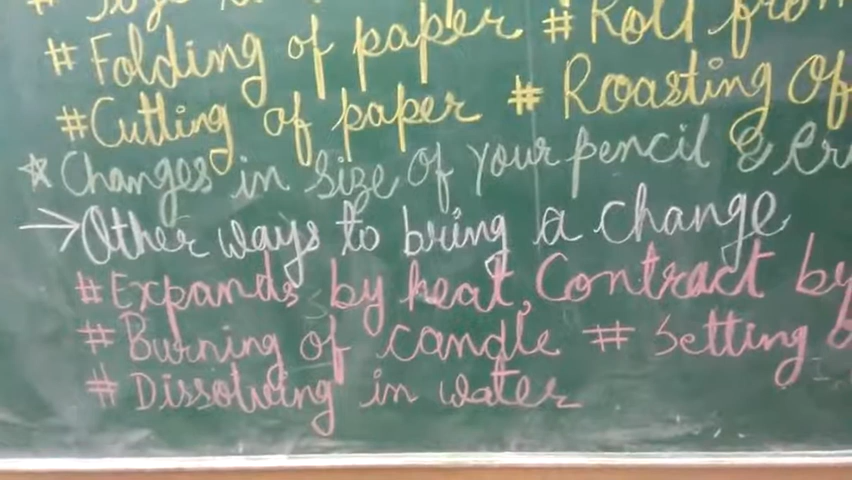 # Folding of paper # Roll from
# Cutting of paper # Roasting Of
* Changes in size Of your pencil &
→ Other ways to bring a change
# Expands by heat, Contract by
# Burning of candle # Setting
# Dissolving in water